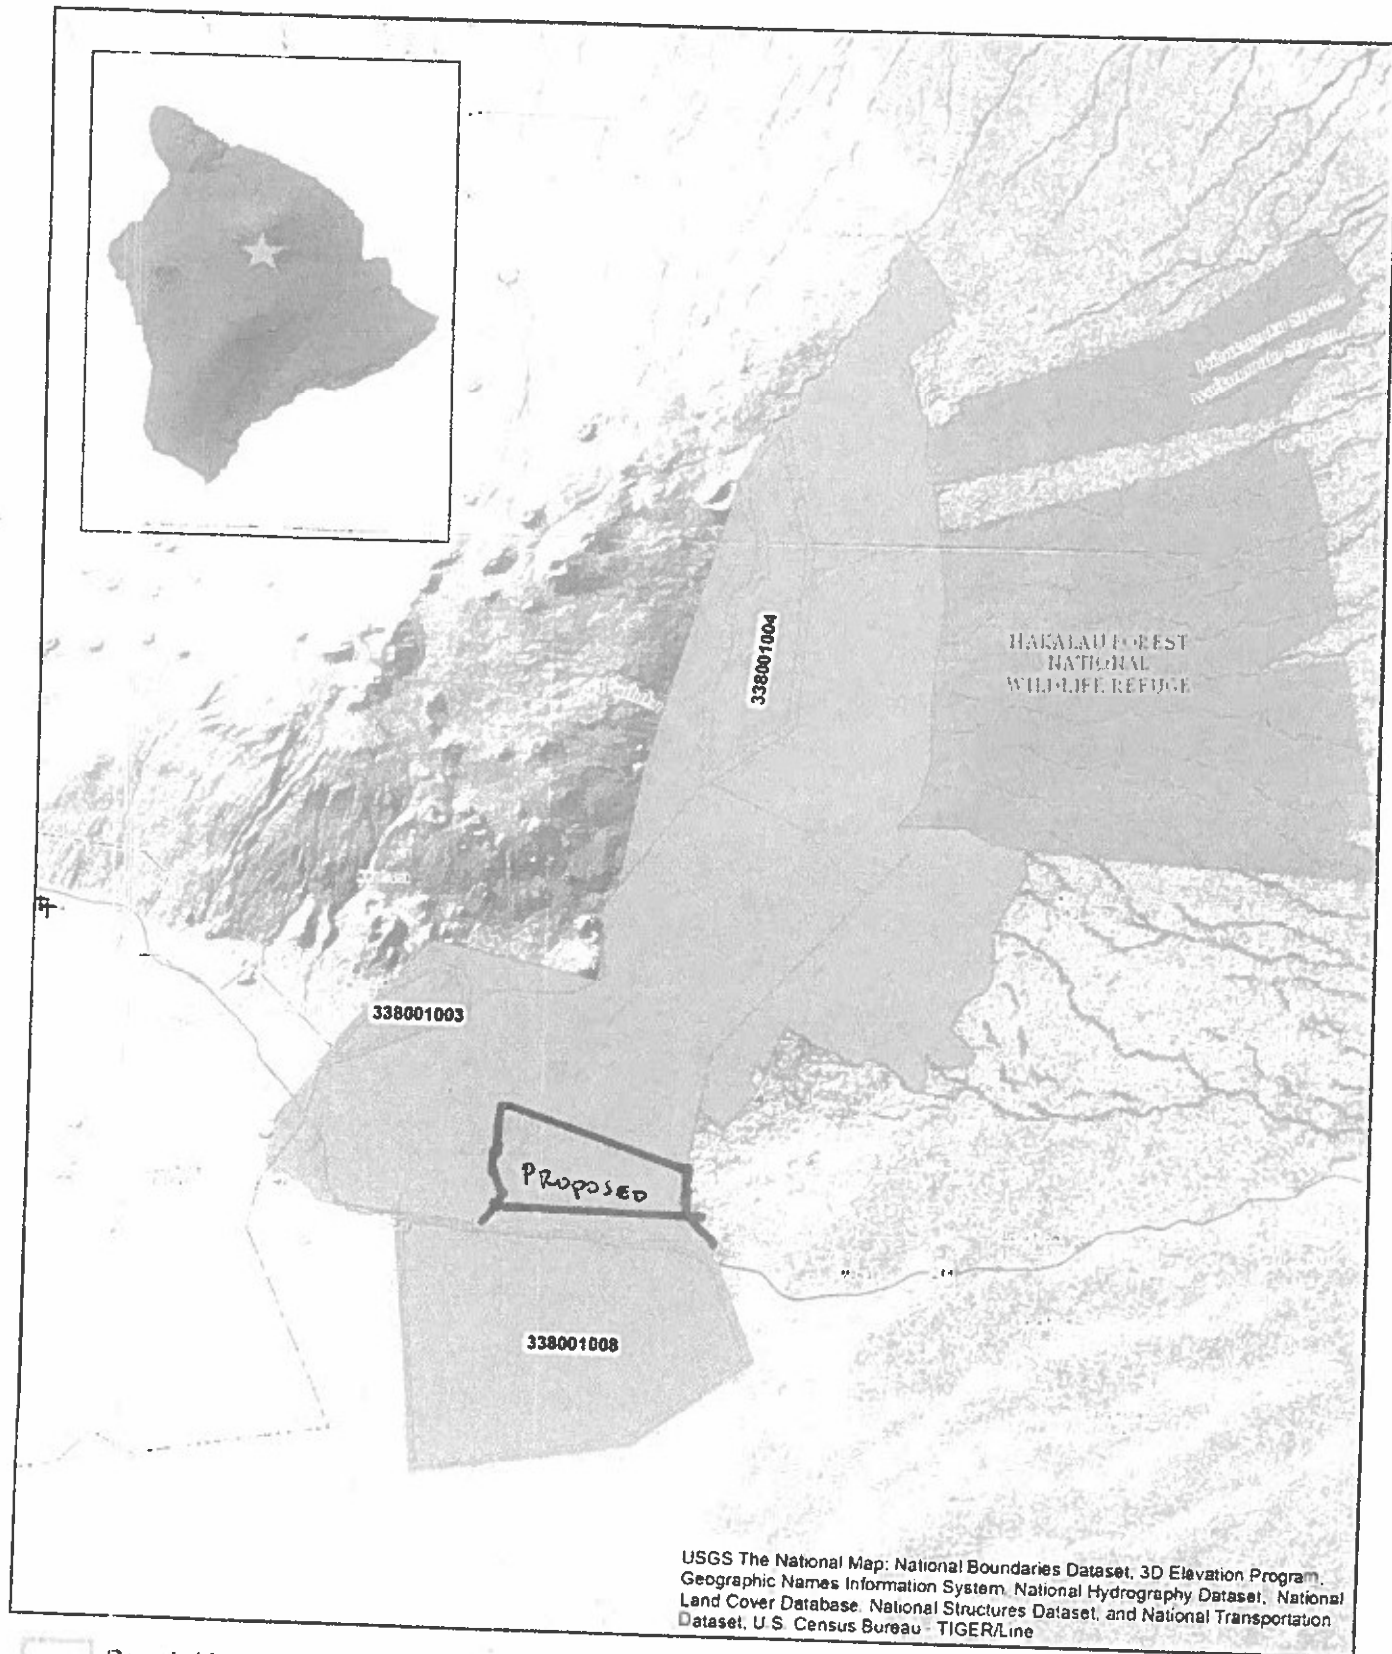 338001004
HAKALAU FOREST
NATIONAL
WILDLIFE REFUGE
338001003
PROPOSED
338001008
USGS The National Map: National Boundaries Dataset, 3D Elevation Program,
Geographic Names Information System, National Hydrography Dataset, National
Land Cover Database, National Structures Dataset, and National Transportation
Dataset, U.S. Census Bureau - TIGER/Line